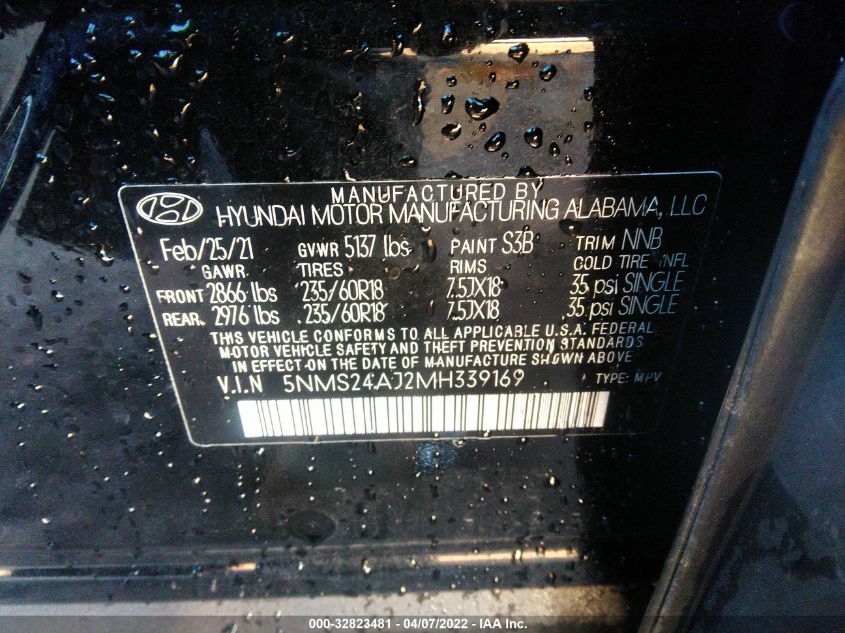 MANUFACTURED BY
HYUNDAI MOTOR MANUFACTURING ALABAMA, LLC
Feb/25/21 GVWR 5137 lbs PAINT S3B TRIM NNB
GAWR. TIRES RIMS COLD TIRE INFL
FRONT 2866 lbs 235/60R18 7.5JX18 35 psi SINGLE
REAR. 2976 lbs 235/60R18 7.5JX18 35 psi SINGLE
THIS VEHICLE CONFORMS TO ALL APPLICABLE U.S.A. FEDERAL
MOTOR VEHICLE SAFETY AND THEFT PREVENTION STANDARDS
IN EFFECT ON THE DATE OF MANUFACTURE SHOWN ABOVE
V.I.N 5NMS24AJ2MH339169 TYPE: MPV
000-32823481 - 04/07/2022 - IAA Inc.